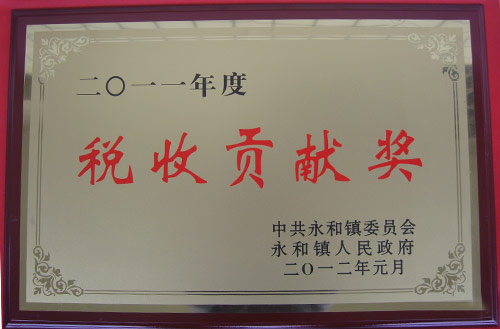 二〇一一年度
税收贡献奖
中共永和镇委员会
永和镇人民政府
二〇一二年元月